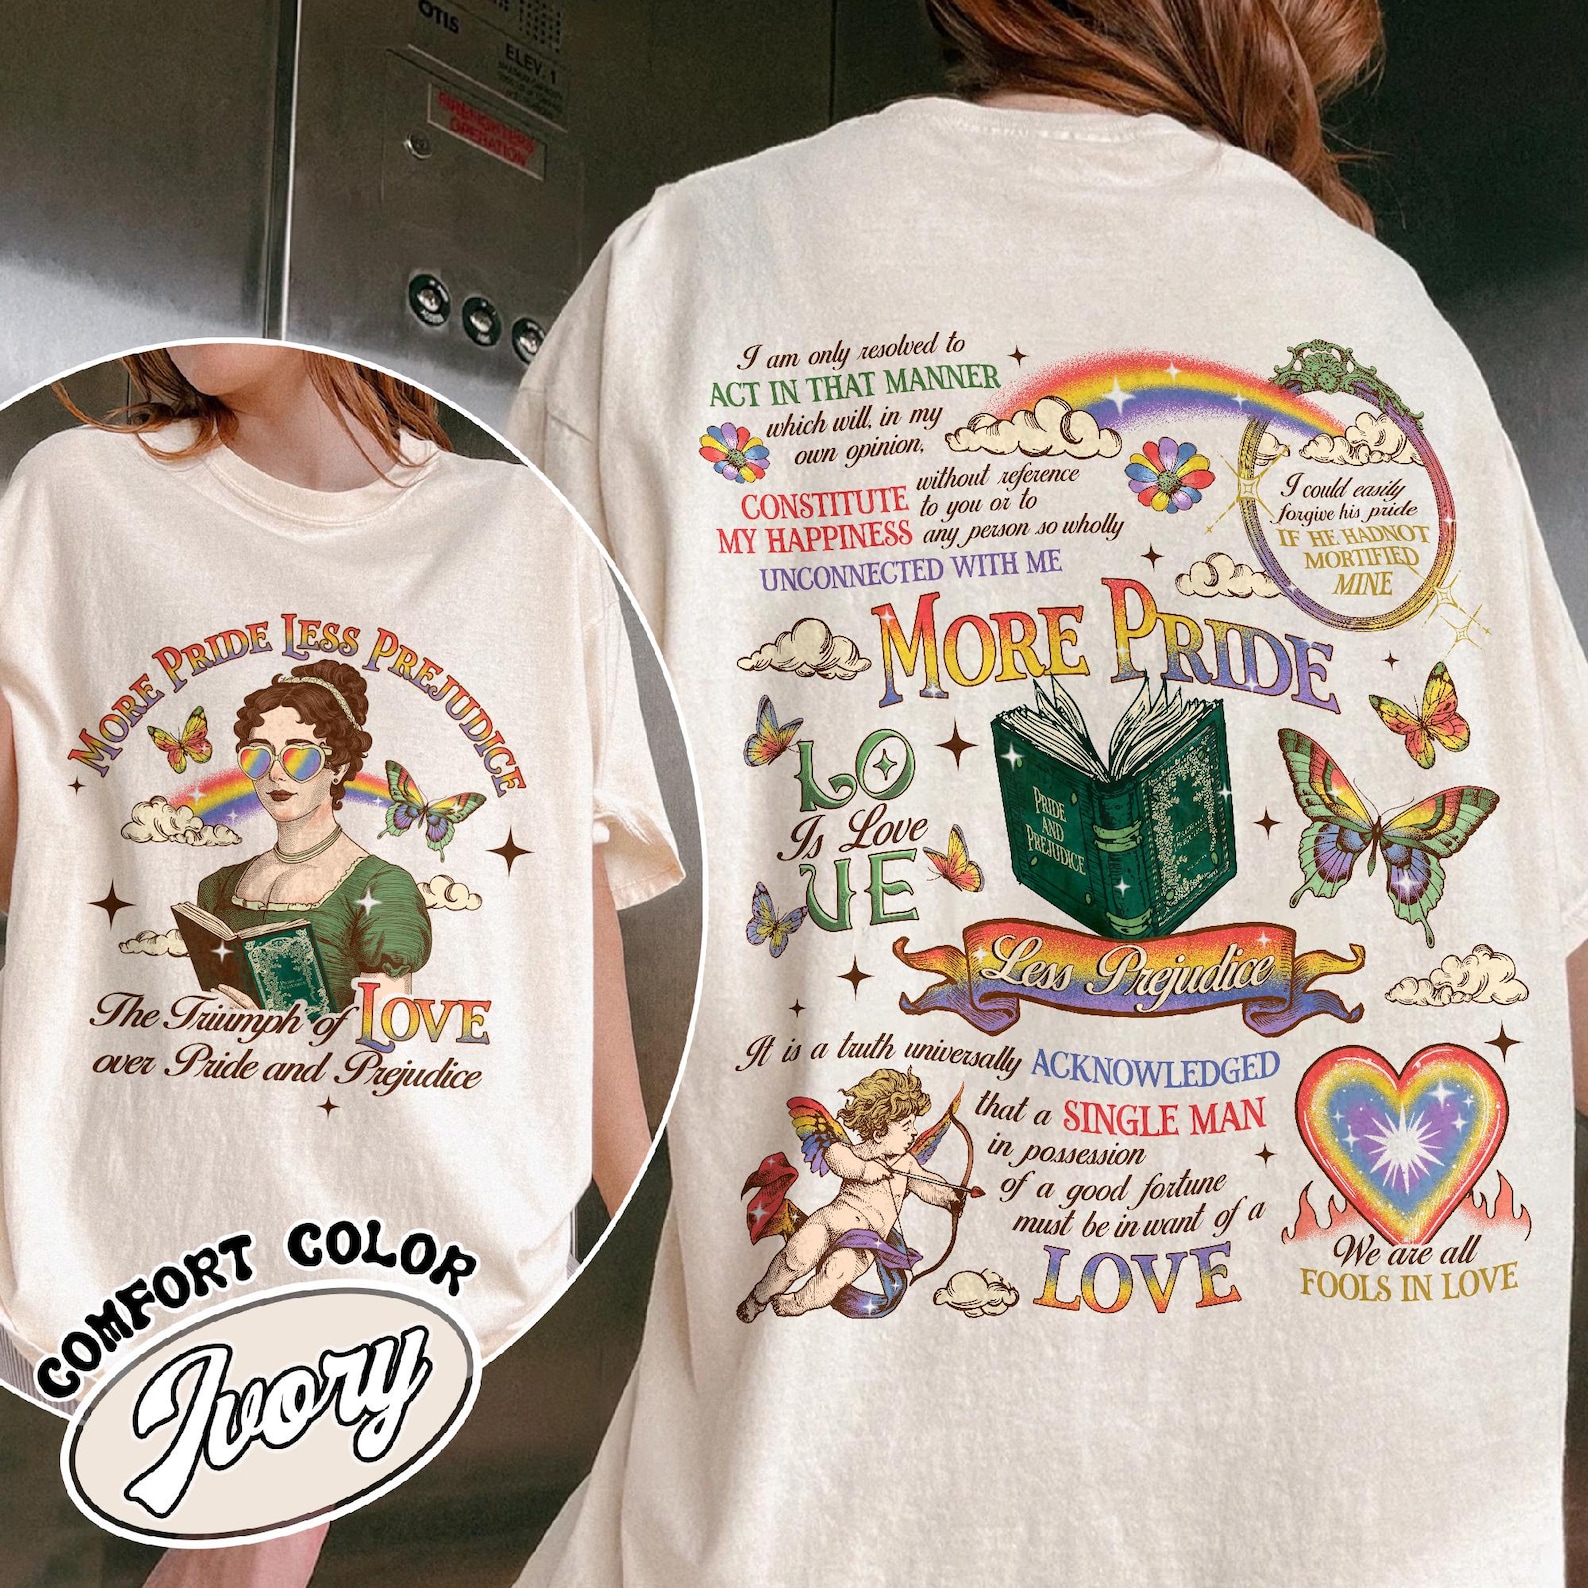 OTIS
ELEV. 1
OPERATION
MORE PRIDE LESS PREJUDICE
The Triumph of LOVE
over Pride and Prejudice
COMFORT COLOR
Ivory
I am only resolved to
ACT IN THAT MANNER
which will, in my
own opinion,
CONSTITUTE
MY HAPPINESS
without reference
to you or to
any person so wholly
UNCONNECTED WITH ME
I could easily
forgive his pride
IF HE HADNOT
MORTIFIED
MINE
MORE PRIDE
LO
Is Love
VE
PRIDE
AND
PREJUDICE
Less Prejudice
It is a truth universally ACKNOWLEDGED
that a SINGLE MAN
in possession
of a good fortune
must be in want of a
LOVE
We are all
FOOLS IN LOVE